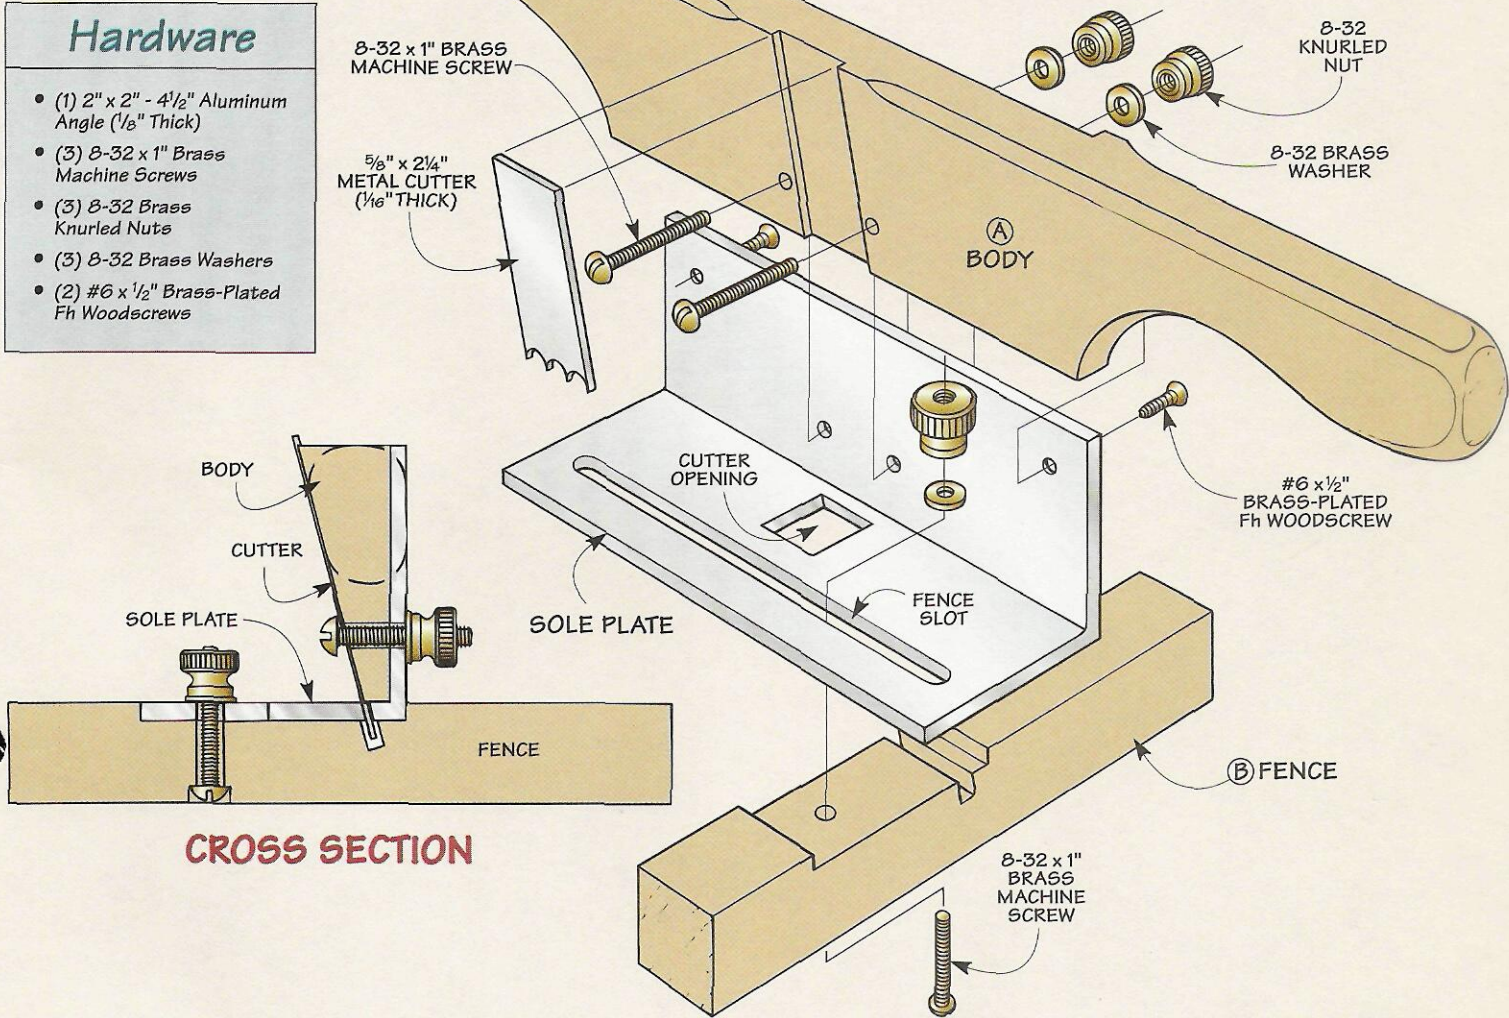 Hardware
• (1) 2" x 2" - 4 1/2" Aluminum
Angle (1/8" Thick)
• (3) 8-32 x 1" Brass
Machine Screws
• (3) 8-32 Brass
Knurled Nuts
• (3) 8-32 Brass Washers
• (2) #6 x 1/2" Brass-Plated
Fh Woodscrews
8-32 x 1" BRASS
MACHINE SCREW
5/8" x 2 1/4"
METAL CUTTER
(1/16" THICK)
8-32
KNURLED
NUT
8-32 BRASS
WASHER
A
BODY
#6 x 1/2"
BRASS-PLATED
Fh WOODSCREW
CUTTER
OPENING
SOLE PLATE
FENCE
SLOT
B FENCE
8-32 x 1"
BRASS
MACHINE
SCREW
BODY
CUTTER
SOLE PLATE
FENCE
CROSS SECTION